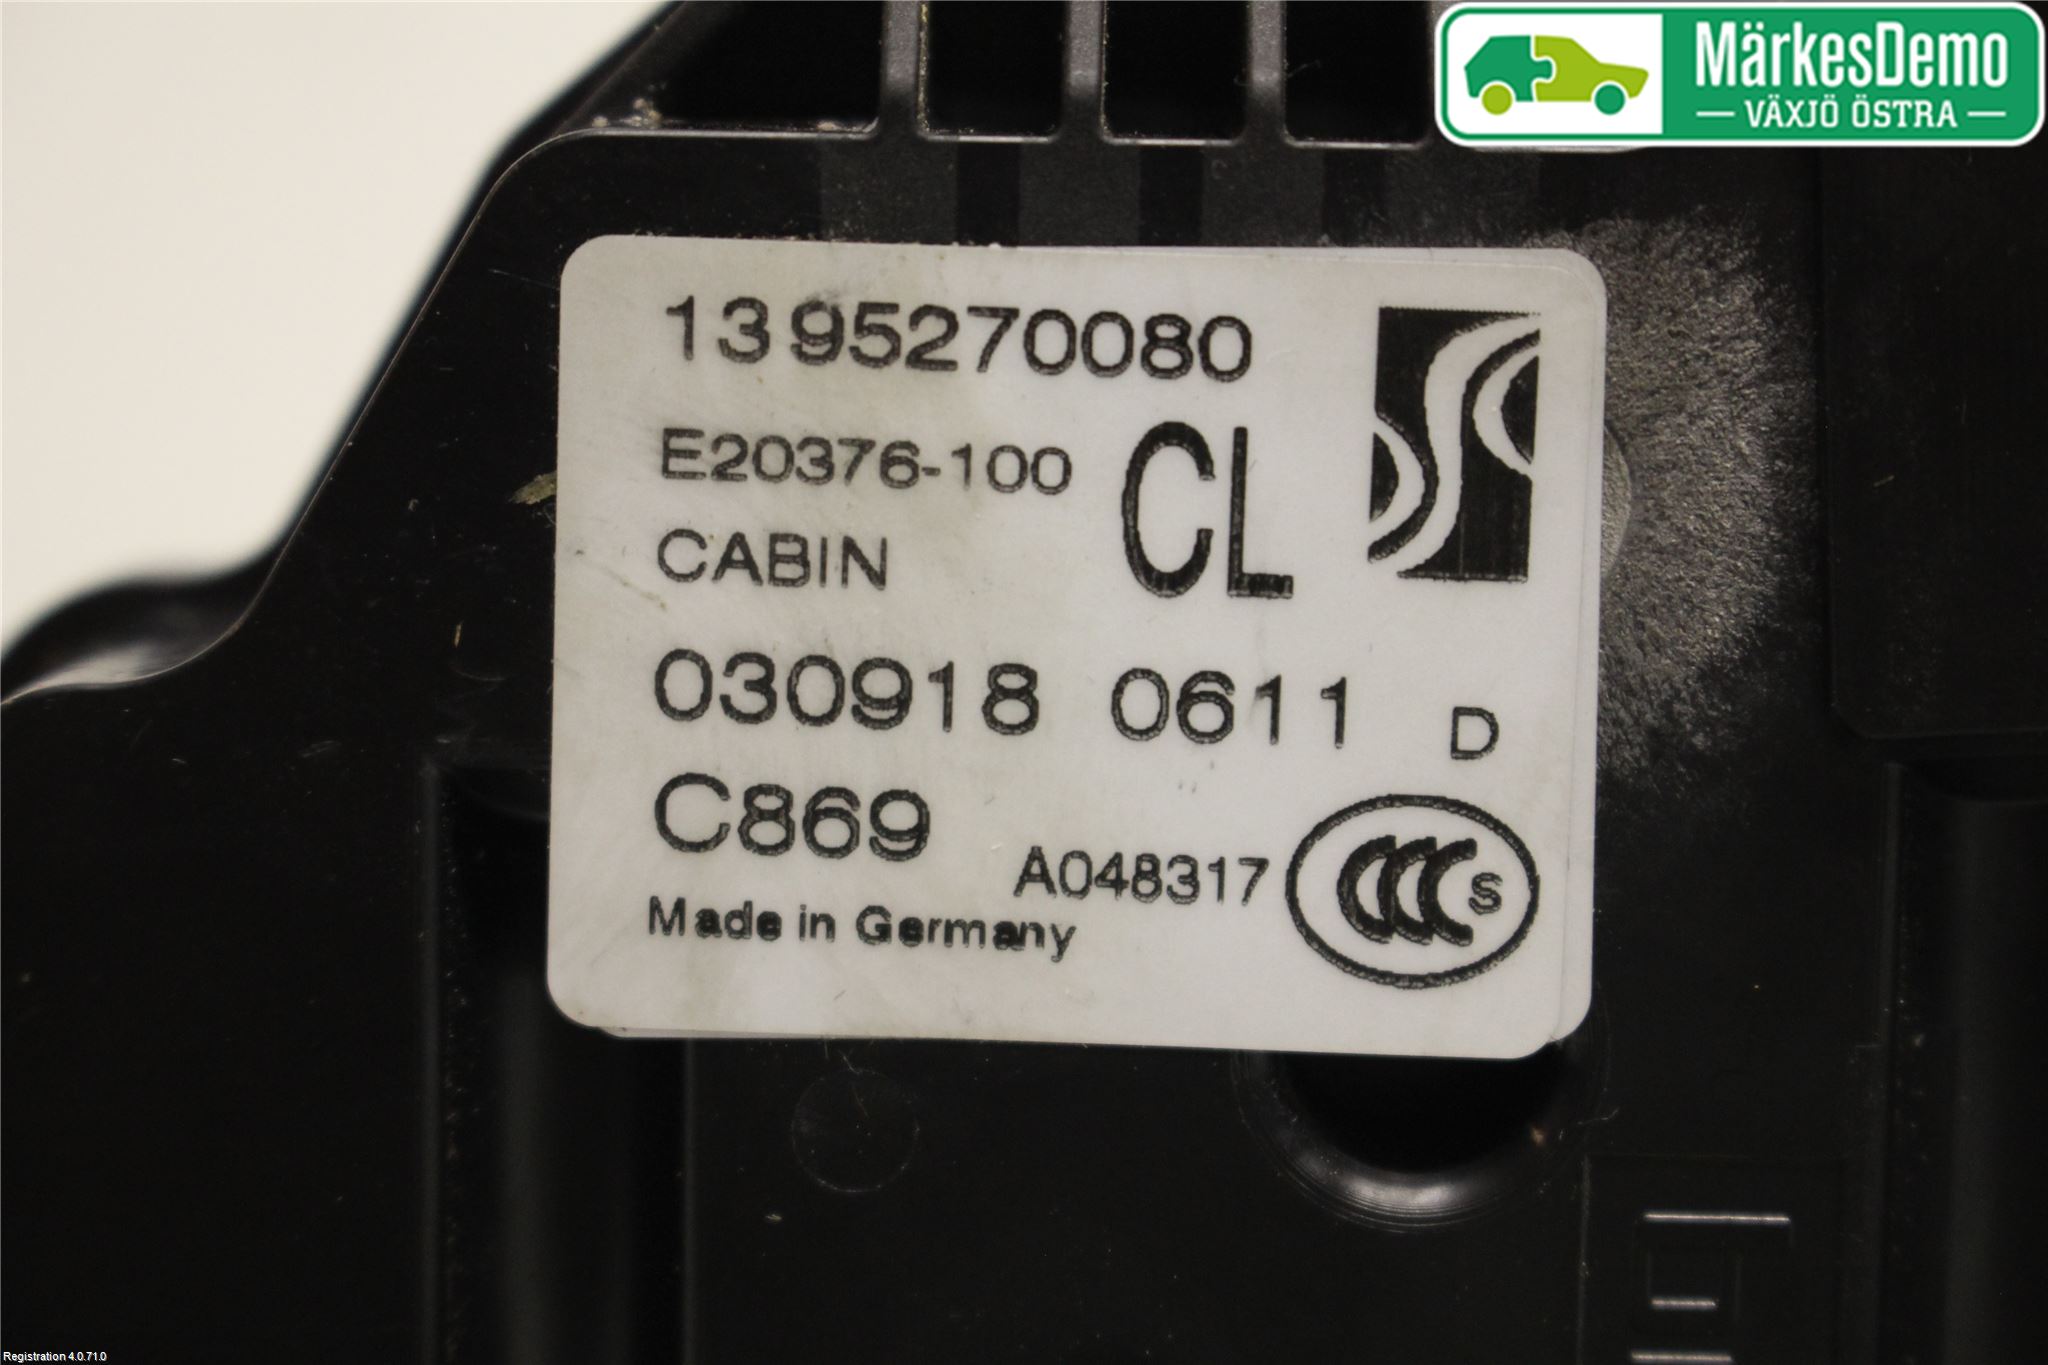 MärkesDemo
VÄXJÖ ÖSTRA
1395270080
E20376-100
CL
CABIN
030918 0611 D
C869
A048317
CCC S
Made in Germany
Registration 4.0.71.0